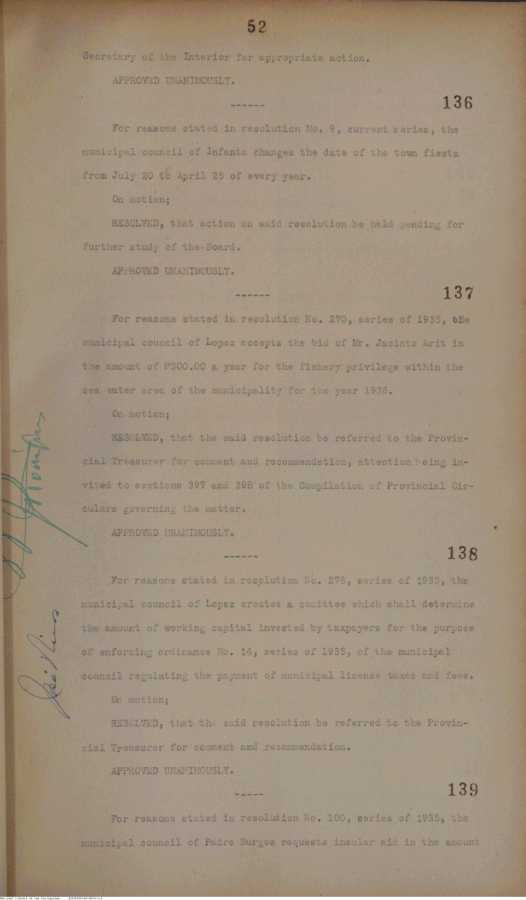 52
Secretary of the Interior for appropriate action.
APPROVED UNANIMOUSLY.
------
136
For reasons stated in resolution No. 9, current series, the
municipal council of Infanta changes the date of the town fiesta
from July 20 to April 25 of every year.
On motion;
RESOLVED, that action on said resolution be held pending for
further study of the Board.
APPROVED UNANIMOUSLY.
------
137
For reasons stated in resolution No. 270, series of 1935, the
municipal council of Lopez accepts the bid of Mr. Jacinto Arit in
the amount of ₱300.00 a year for the fishery privilege within the
sea water area of the municipality for the year 1936.
On motion;
RESOLVED, that the said resolution be referred to the Provin-
cial Treasurer for comment and recommendation, attention being in-
vited to sections 397 and 398 of the Compilation of Provincial Cir-
culars governing the matter.
APPROVED UNANIMOUSLY.
------
138
For reasons stated in resolution No. 275, series of 1935, the
municipal council of Lopez creates a comittee which shall determine
the amount of working capital invested by taxpayers for the purpose
of enforcing ordinance No. 16, series of 1935, of the municipal
council regulating the payment of municipal license taxes and fees.
On motion;
RESOLVED, that the said resolution be referred to the Provin-
cial Treasurer for comment and recommendation.
APPROVED UNANIMOUSLY.
-----
139
For reasons stated in resolution No. 100, series of 1935, the
municipal council of Padre Burgos requests insular aid in the amount